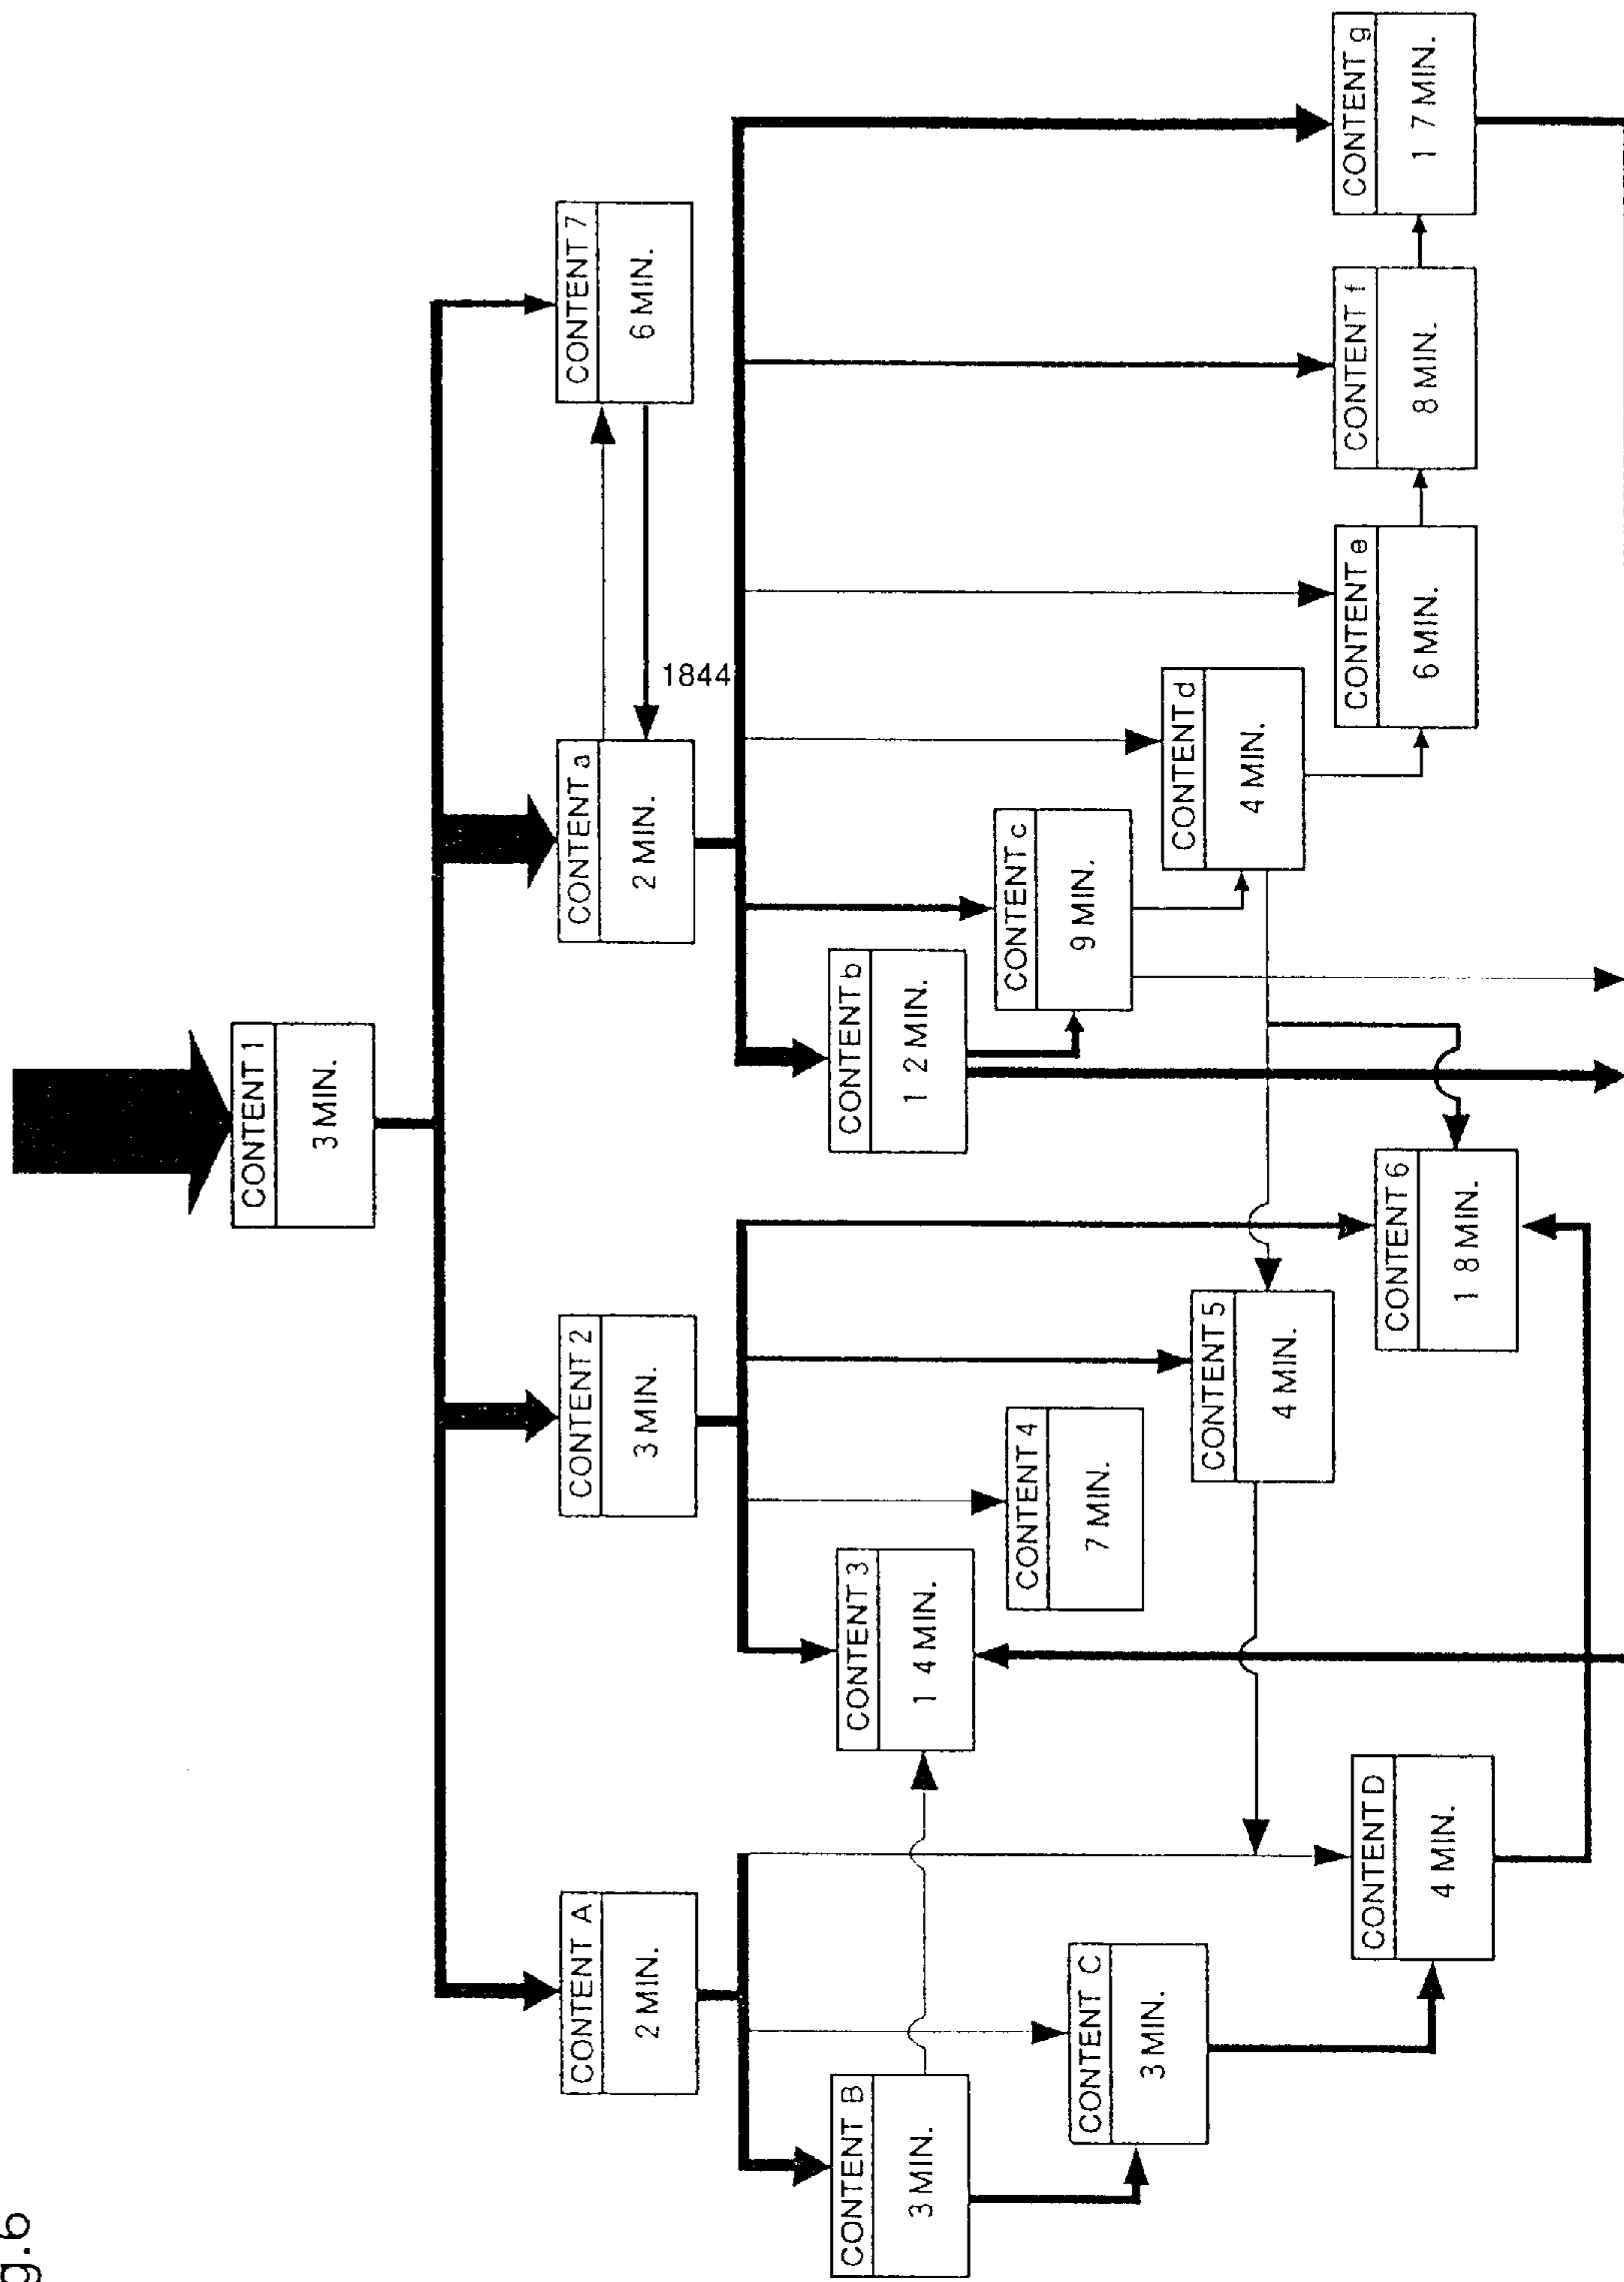 g.6
CONTENT 1
3 MIN.
CONTENT A
2 MIN.
CONTENT 2
3 MIN.
CONTENT a
2 MIN.
CONTENT 7
6 MIN.
1844
CONTENT B
3 MIN.
CONTENT C
3 MIN.
CONTENT D
4 MIN.
CONTENT 3
1 4 MIN.
CONTENT 4
7 MIN.
CONTENT 5
4 MIN.
CONTENT 6
1 8 MIN.
CONTENT b
1 2 MIN.
CONTENT c
9 MIN.
CONTENT d
4 MIN.
CONTENT e
6 MIN.
CONTENT f
8 MIN.
CONTENT g
1 7 MIN.